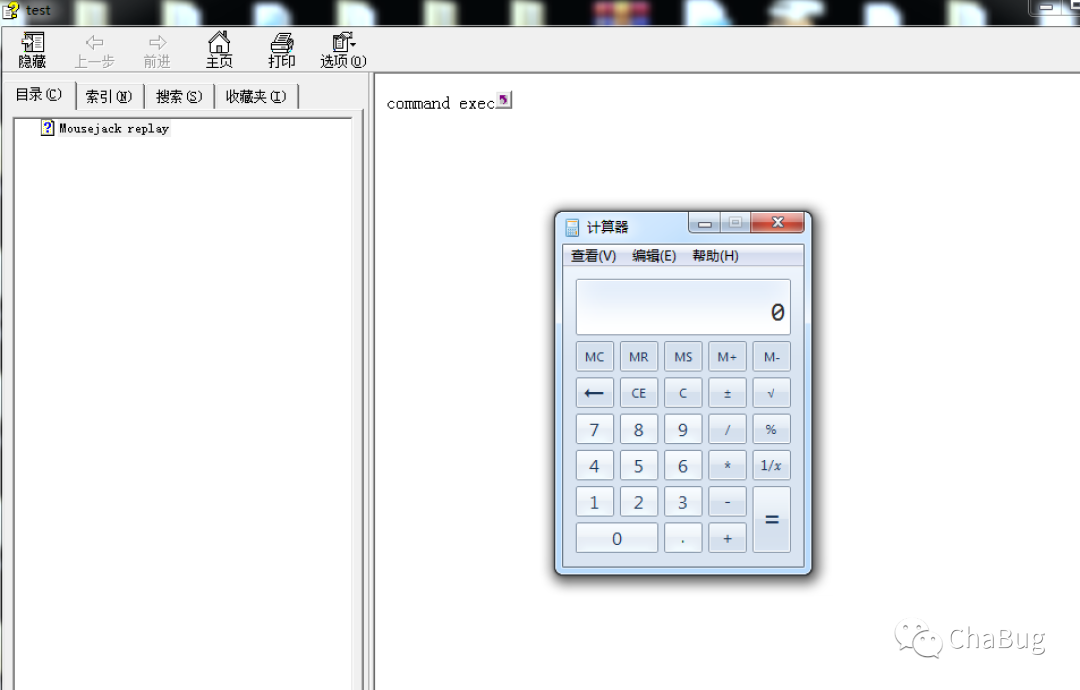 test
隐藏 上一步 前进 主页 打印 选项(O)
目录(C) 索引(N) 搜索(S) 收藏夹(I)
Mousejack replay
command exec
计算器
查看(V) 编辑(E) 帮助(H)
0
MC MR MS M+ M-
← CE C ± √
7 8 9 / %
4 5 6 * 1/x
1 2 3 - =
0 . +
ChaBug